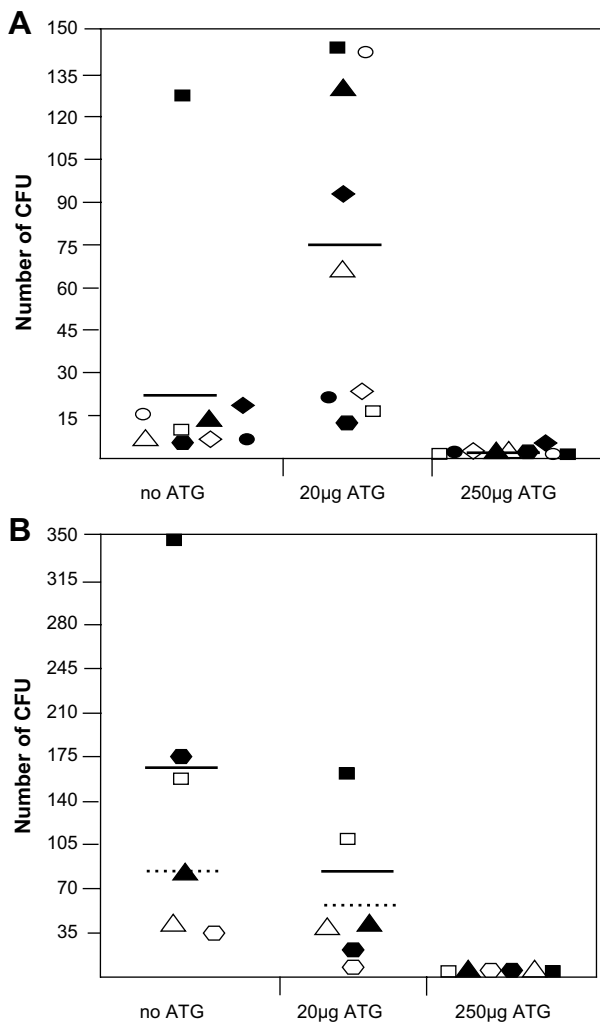 A
Number of CFU
150
135
120
105
90
75
60
45
30
15
no ATG
20µg ATG
250µg ATG
B
Number of CFU
350
315
280
245
210
175
140
105
70
35
no ATG
20µg ATG
250µg ATG